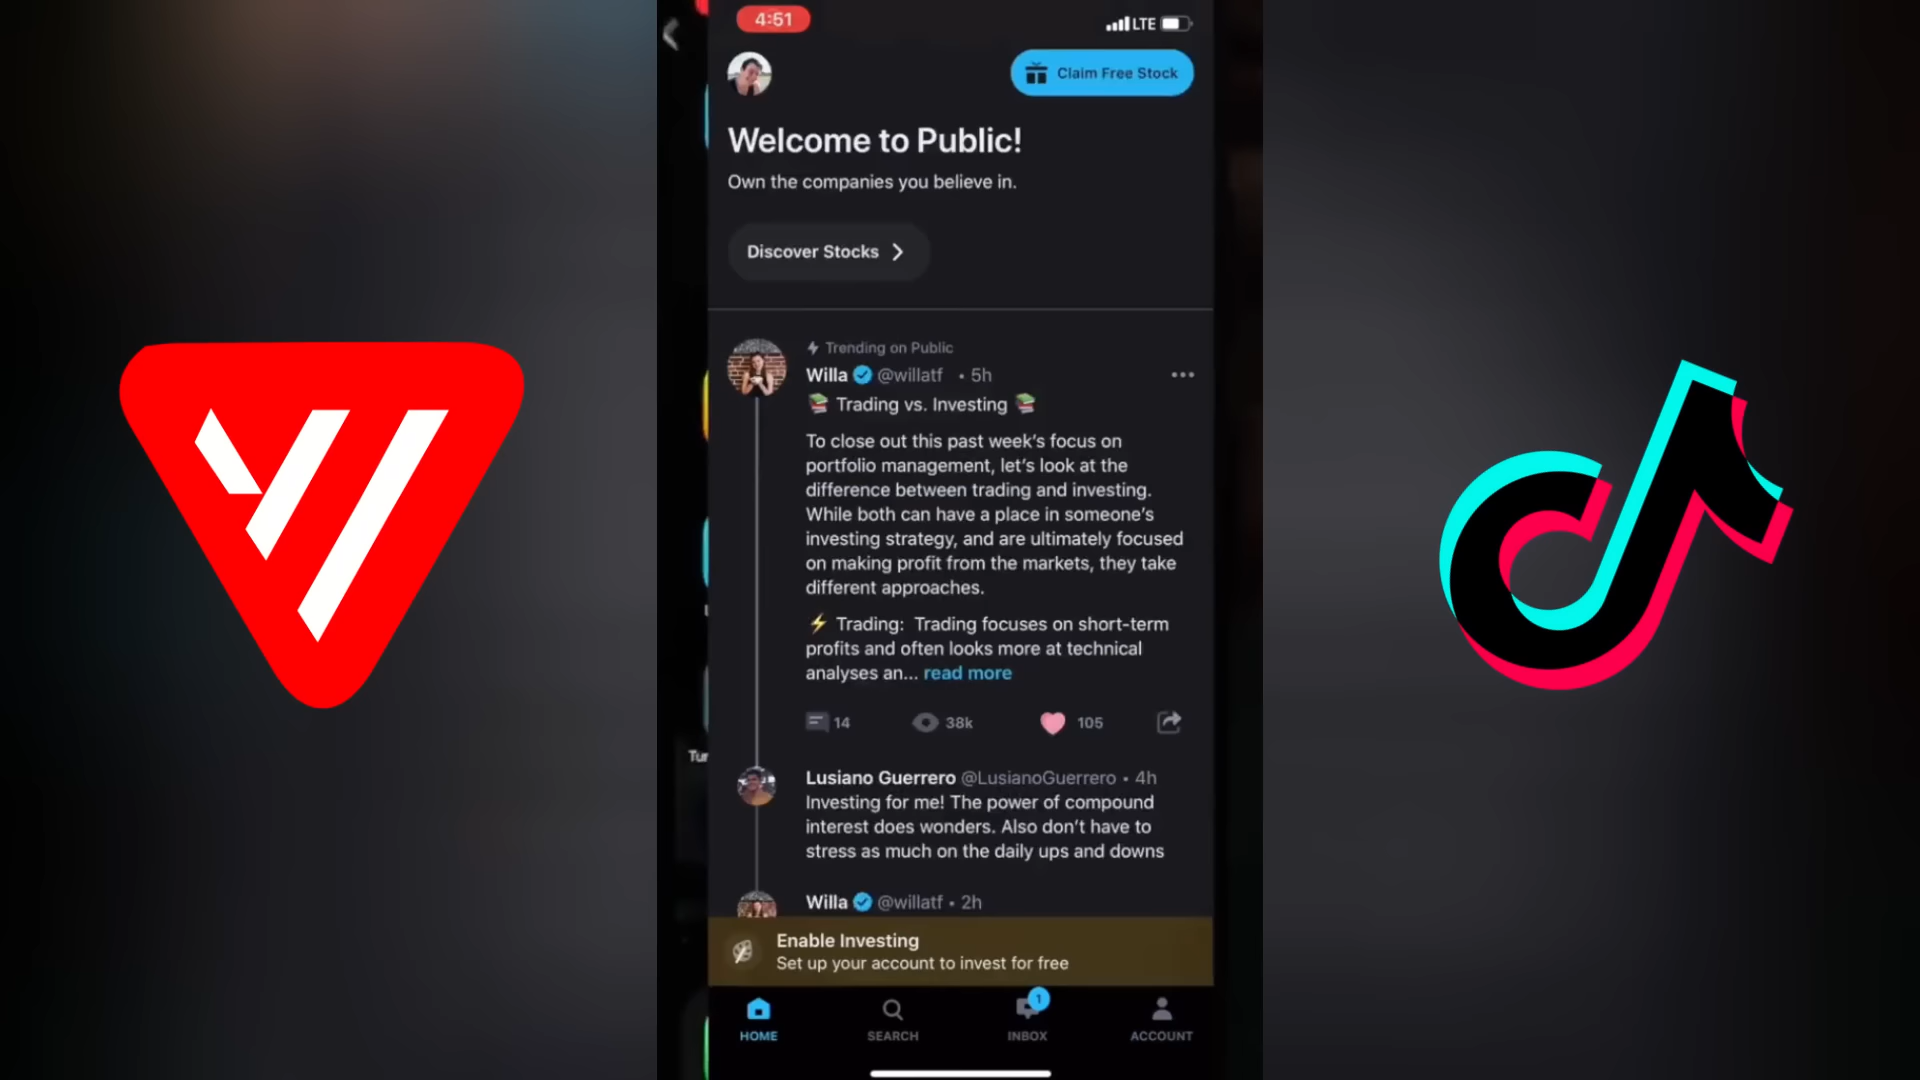 4:51
LTE
Claim Free Stock
Welcome to Public!
Own the companies you believe in.
Discover Stocks
Trending on Public
Willa @willatf • 5h
📚 Trading vs. Investing 📚
To close out this past week’s focus on
portfolio management, let’s look at the
difference between trading and investing.
While both can have a place in someone’s
investing strategy, and are ultimately focused
on making profit from the markets, they take
different approaches.
⚡ Trading: Trading focuses on short-term
profits and often looks more at technical
analyses an... read more
14 38k 105
Lusiano Guerrero @LusianoGuerrero • 4h
Investing for me! The power of compound
interest does wonders. Also don’t have to
stress as much on the daily ups and downs
Willa @willatf • 2h
Enable Investing
Set up your account to invest for free
1
HOME SEARCH INBOX ACCOUNT